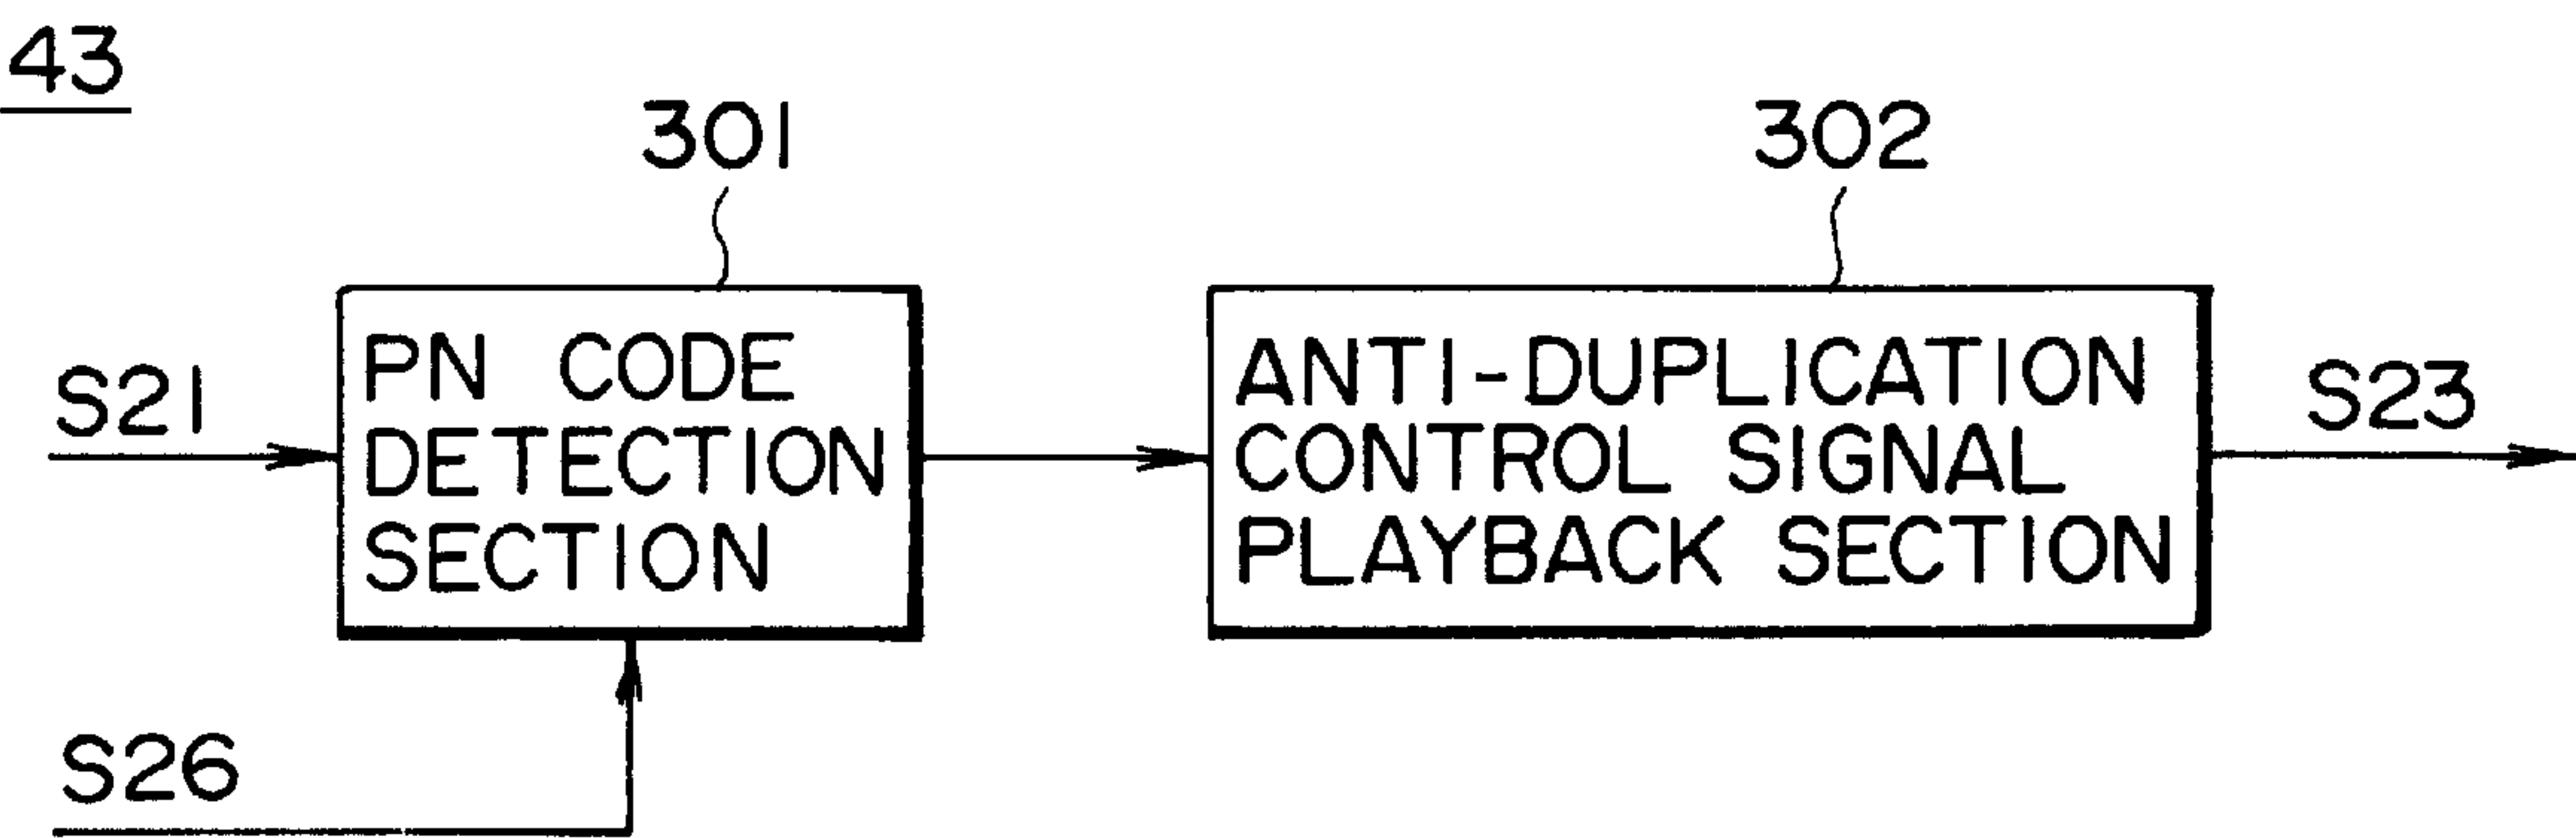 43
301
302
PN CODE
DETECTION
SECTION
ANTI-DUPLICATION
CONTROL SIGNAL
PLAYBACK SECTION
S21
S23
S26